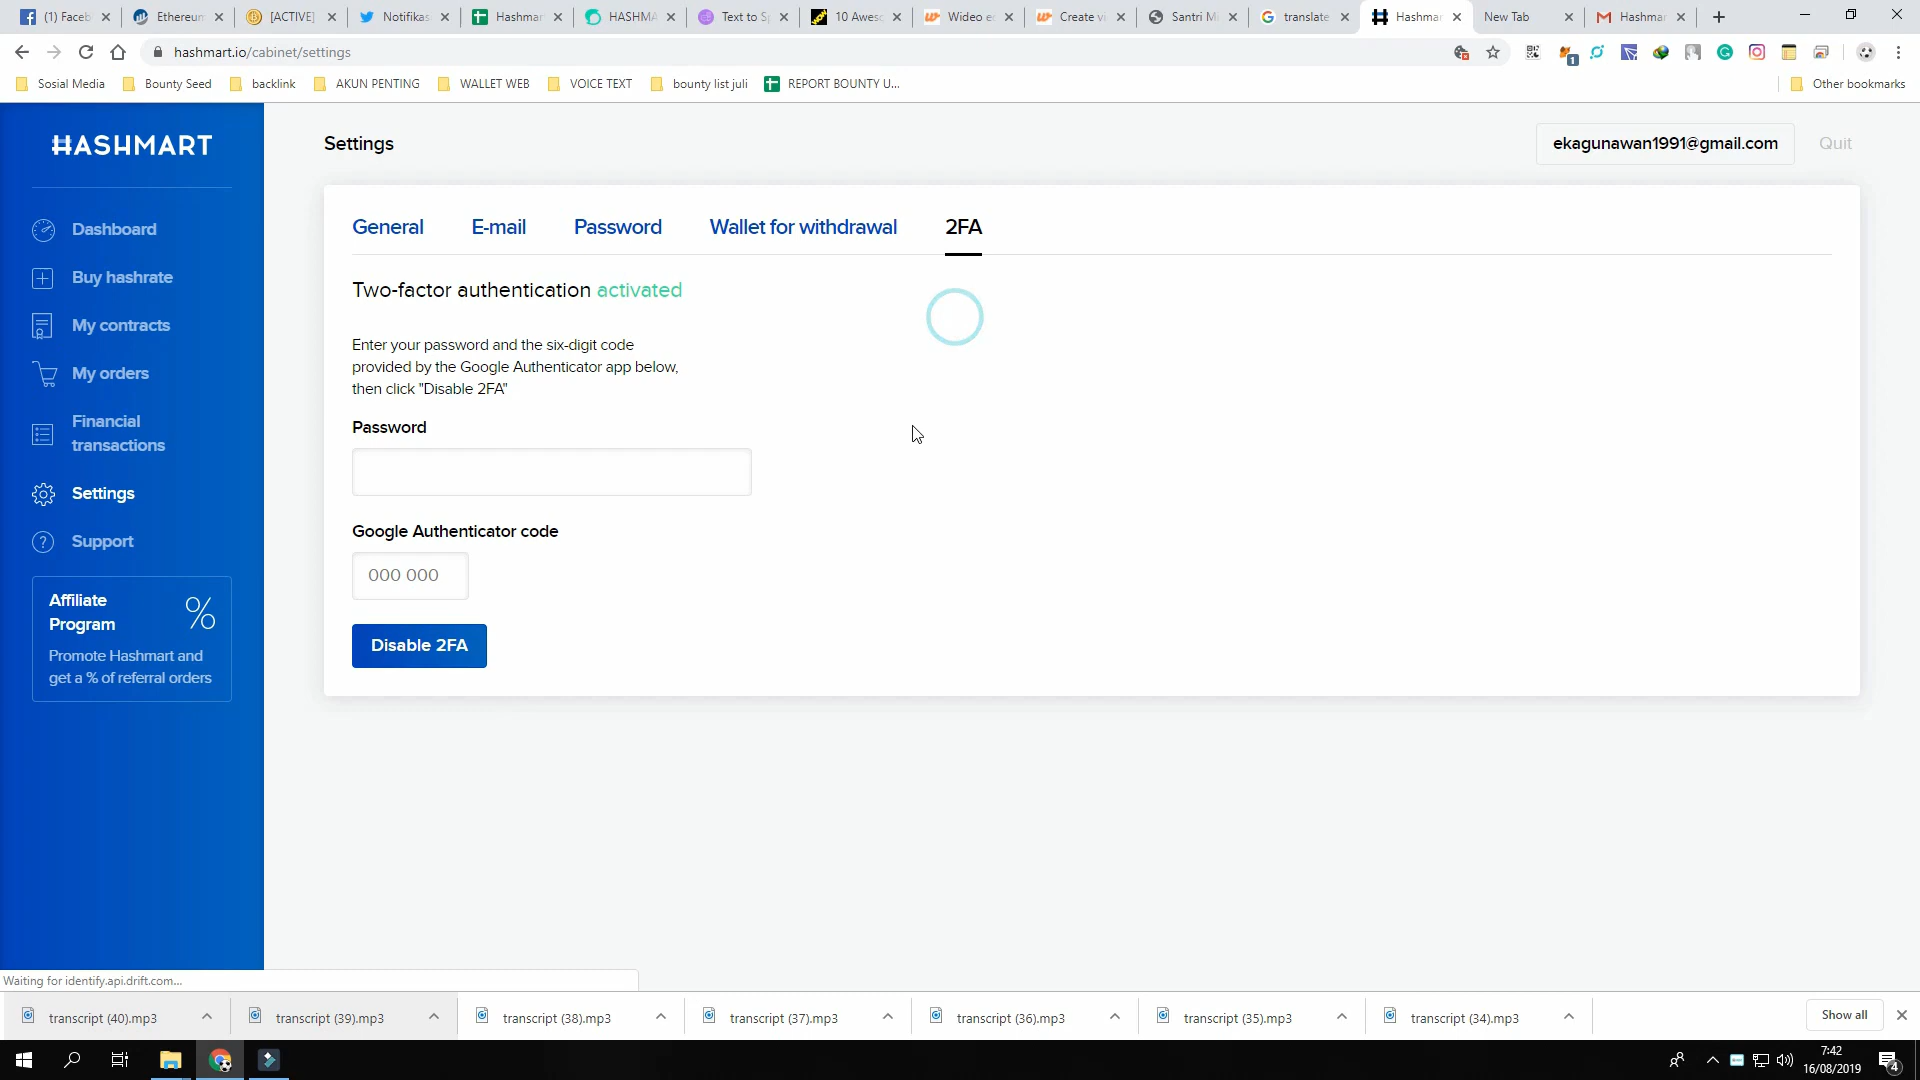 (1) Faceb
Ethereun
[ACTIVE]
Notifikas
Hashmar
HASHMA
Text to S
10 Awes
Wideo e
Create vi
Santri M
translate
Hashmar
New Tab
Hashmar
hashmart.io/cabinet/settings
1
Sosial Media
Bounty Seed
backlink
AKUN PENTING
WALLET WEB
VOICE TEXT
bounty list juli
REPORT BOUNTY U...
Other bookmarks
HASHMART
Settings
ekagunawan1991@gmail.com
Quit
Dashboard
Buy hashrate
My contracts
My orders
Financial
transactions
Settings
Support
Affiliate
Program
%
Promote Hashmart and
get a % of referral orders
General
E-mail
Password
Wallet for withdrawal
2FA
Two-factor authentication activated
Enter your password and the six-digit code
provided by the Google Authenticator app below,
then click "Disable 2FA"
Password
Google Authenticator code
000 000
Disable 2FA
Waiting for identify.api.drift.com...
transcript (40).mp3
transcript (39).mp3
transcript (38).mp3
transcript (37).mp3
transcript (36).mp3
transcript (35).mp3
transcript (34).mp3
Show all
7:42
16/08/2019
4